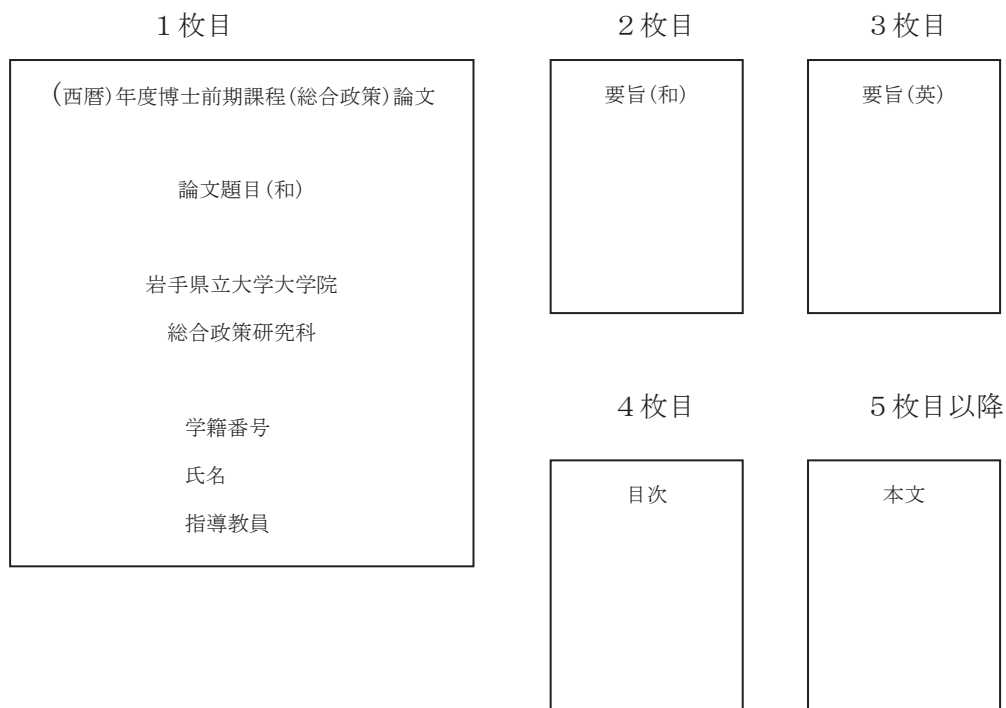 １枚目
(西暦)年度博士前期課程(総合政策)論文
論文題目(和)
岩手県立大学大学院
総合政策研究科
学籍番号
氏名
指導教員
２枚目
要旨(和)
３枚目
要旨(英)
４枚目
目次
５枚目以降
本文